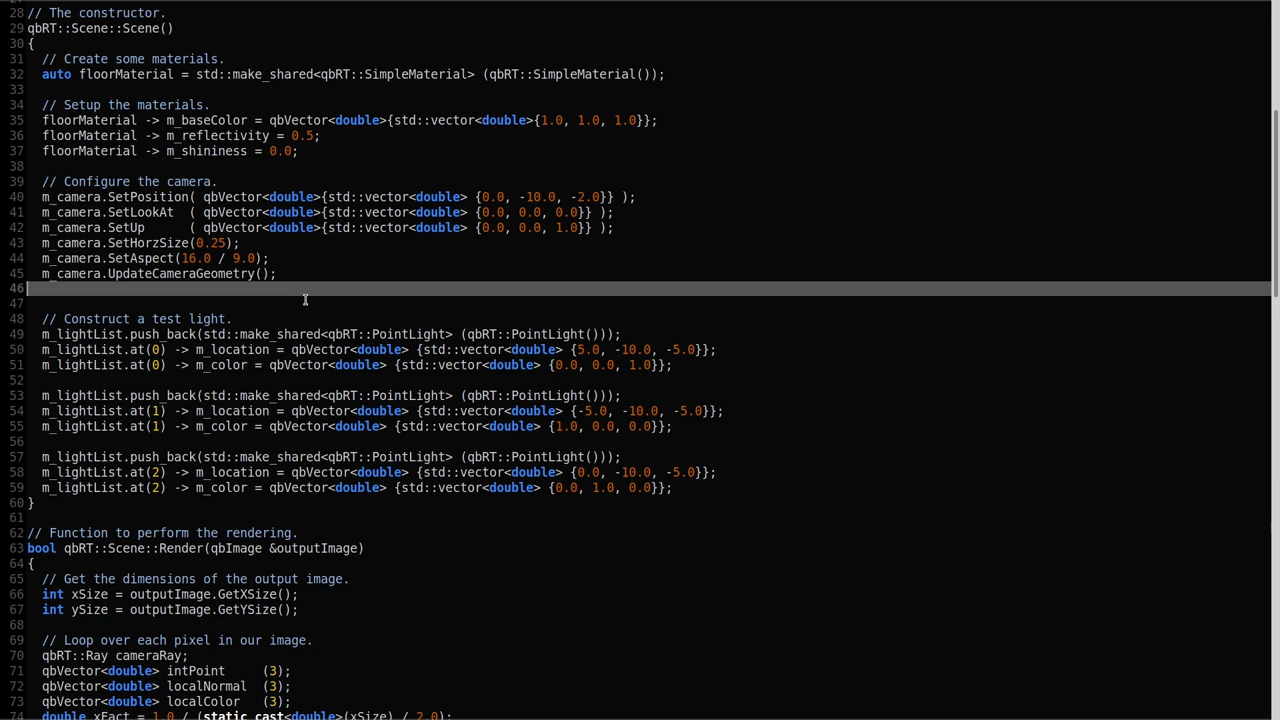 28 // The constructor.
29 qbRT::Scene::Scene()
30 {
31 // Create some materials.
32 auto floorMaterial = std::make_shared<qbRT::SimpleMaterial> (qbRT::SimpleMaterial());
33
34 // Setup the materials.
35 floorMaterial -> m_baseColor = qbVector<double>{std::vector<double>{1.0, 1.0, 1.0}};
36 floorMaterial -> m_reflectivity = 0.5;
37 floorMaterial -> m_shininess = 0.0;
38
39 // Configure the camera.
40 m_camera.SetPosition( qbVector<double>{std::vector<double> {0.0, -10.0, -2.0}} );
41 m_camera.SetLookAt  ( qbVector<double>{std::vector<double> {0.0, 0.0, 0.0}} );
42 m_camera.SetUp      ( qbVector<double>{std::vector<double> {0.0, 0.0, 1.0}} );
43 m_camera.SetHorzSize(0.25);
44 m_camera.SetAspect(16.0 / 9.0);
45 m_camera.UpdateCameraGeometry();
46
47
48 // Construct a test light.
49 m_lightList.push_back(std::make_shared<qbRT::PointLight> (qbRT::PointLight()));
50 m_lightList.at(0) -> m_location = qbVector<double> {std::vector<double> {5.0, -10.0, -5.0}};
51 m_lightList.at(0) -> m_color = qbVector<double> {std::vector<double> {0.0, 0.0, 1.0}};
52
53 m_lightList.push_back(std::make_shared<qbRT::PointLight> (qbRT::PointLight()));
54 m_lightList.at(1) -> m_location = qbVector<double> {std::vector<double> {-5.0, -10.0, -5.0}};
55 m_lightList.at(1) -> m_color = qbVector<double> {std::vector<double> {1.0, 0.0, 0.0}};
56
57 m_lightList.push_back(std::make_shared<qbRT::PointLight> (qbRT::PointLight()));
58 m_lightList.at(2) -> m_location = qbVector<double> {std::vector<double> {0.0, -10.0, -5.0}};
59 m_lightList.at(2) -> m_color = qbVector<double> {std::vector<double> {0.0, 1.0, 0.0}};
60 }
61
62 // Function to perform the rendering.
63 bool qbRT::Scene::Render(qbImage &outputImage)
64 {
65 // Get the dimensions of the output image.
66 int xSize = outputImage.GetXSize();
67 int ySize = outputImage.GetYSize();
68
69 // Loop over each pixel in our image.
70 qbRT::Ray cameraRay;
71 qbVector<double> intPoint     (3);
72 qbVector<double> localNormal  (3);
73 qbVector<double> localColor   (3);
74 double xFact = 1.0 / (static_cast<double>(xSize) / 2.0);